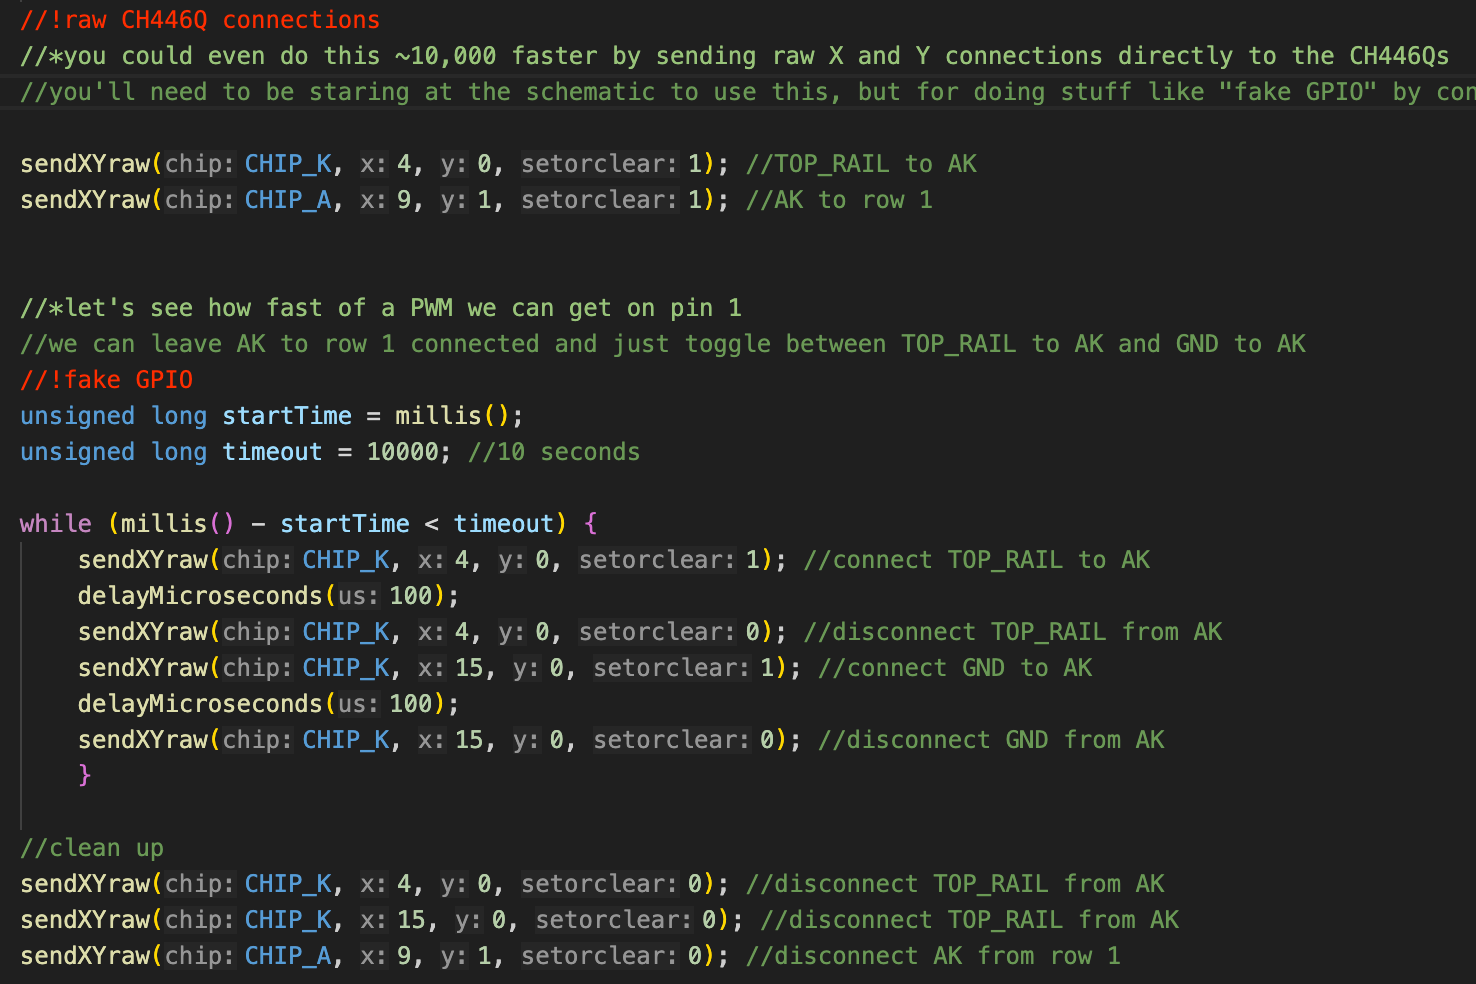 //!raw CH446Q connections
//*you could even do this ~10,000 faster by sending raw X and Y connections directly to the CH446Qs
//you'll need to be staring at the schematic to use this, but for doing stuff like "fake GPIO" by con
sendXYraw(chip: CHIP_K, x: 4, y: 0, setorclear: 1); //TOP_RAIL to AK
sendXYraw(chip: CHIP_A, x: 9, y: 1, setorclear: 1); //AK to row 1
//*let's see how fast of a PWM we can get on pin 1
//we can leave AK to row 1 connected and just toggle between TOP_RAIL to AK and GND to AK
//!fake GPIO
unsigned long startTime = millis();
unsigned long timeout = 10000; //10 seconds
while (millis() - startTime < timeout) {
sendXYraw(chip: CHIP_K, x: 4, y: 0, setorclear: 1); //connect TOP_RAIL to AK
delayMicroseconds(us: 100);
sendXYraw(chip: CHIP_K, x: 4, y: 0, setorclear: 0); //disconnect TOP_RAIL from AK
sendXYraw(chip: CHIP_K, x: 15, y: 0, setorclear: 1); //connect GND to AK
delayMicroseconds(us: 100);
sendXYraw(chip: CHIP_K, x: 15, y: 0, setorclear: 0); //disconnect GND from AK
}
//clean up
sendXYraw(chip: CHIP_K, x: 4, y: 0, setorclear: 0); //disconnect TOP_RAIL from AK
sendXYraw(chip: CHIP_K, x: 15, y: 0, setorclear: 0); //disconnect TOP_RAIL from AK
sendXYraw(chip: CHIP_A, x: 9, y: 1, setorclear: 0); //disconnect AK from row 1